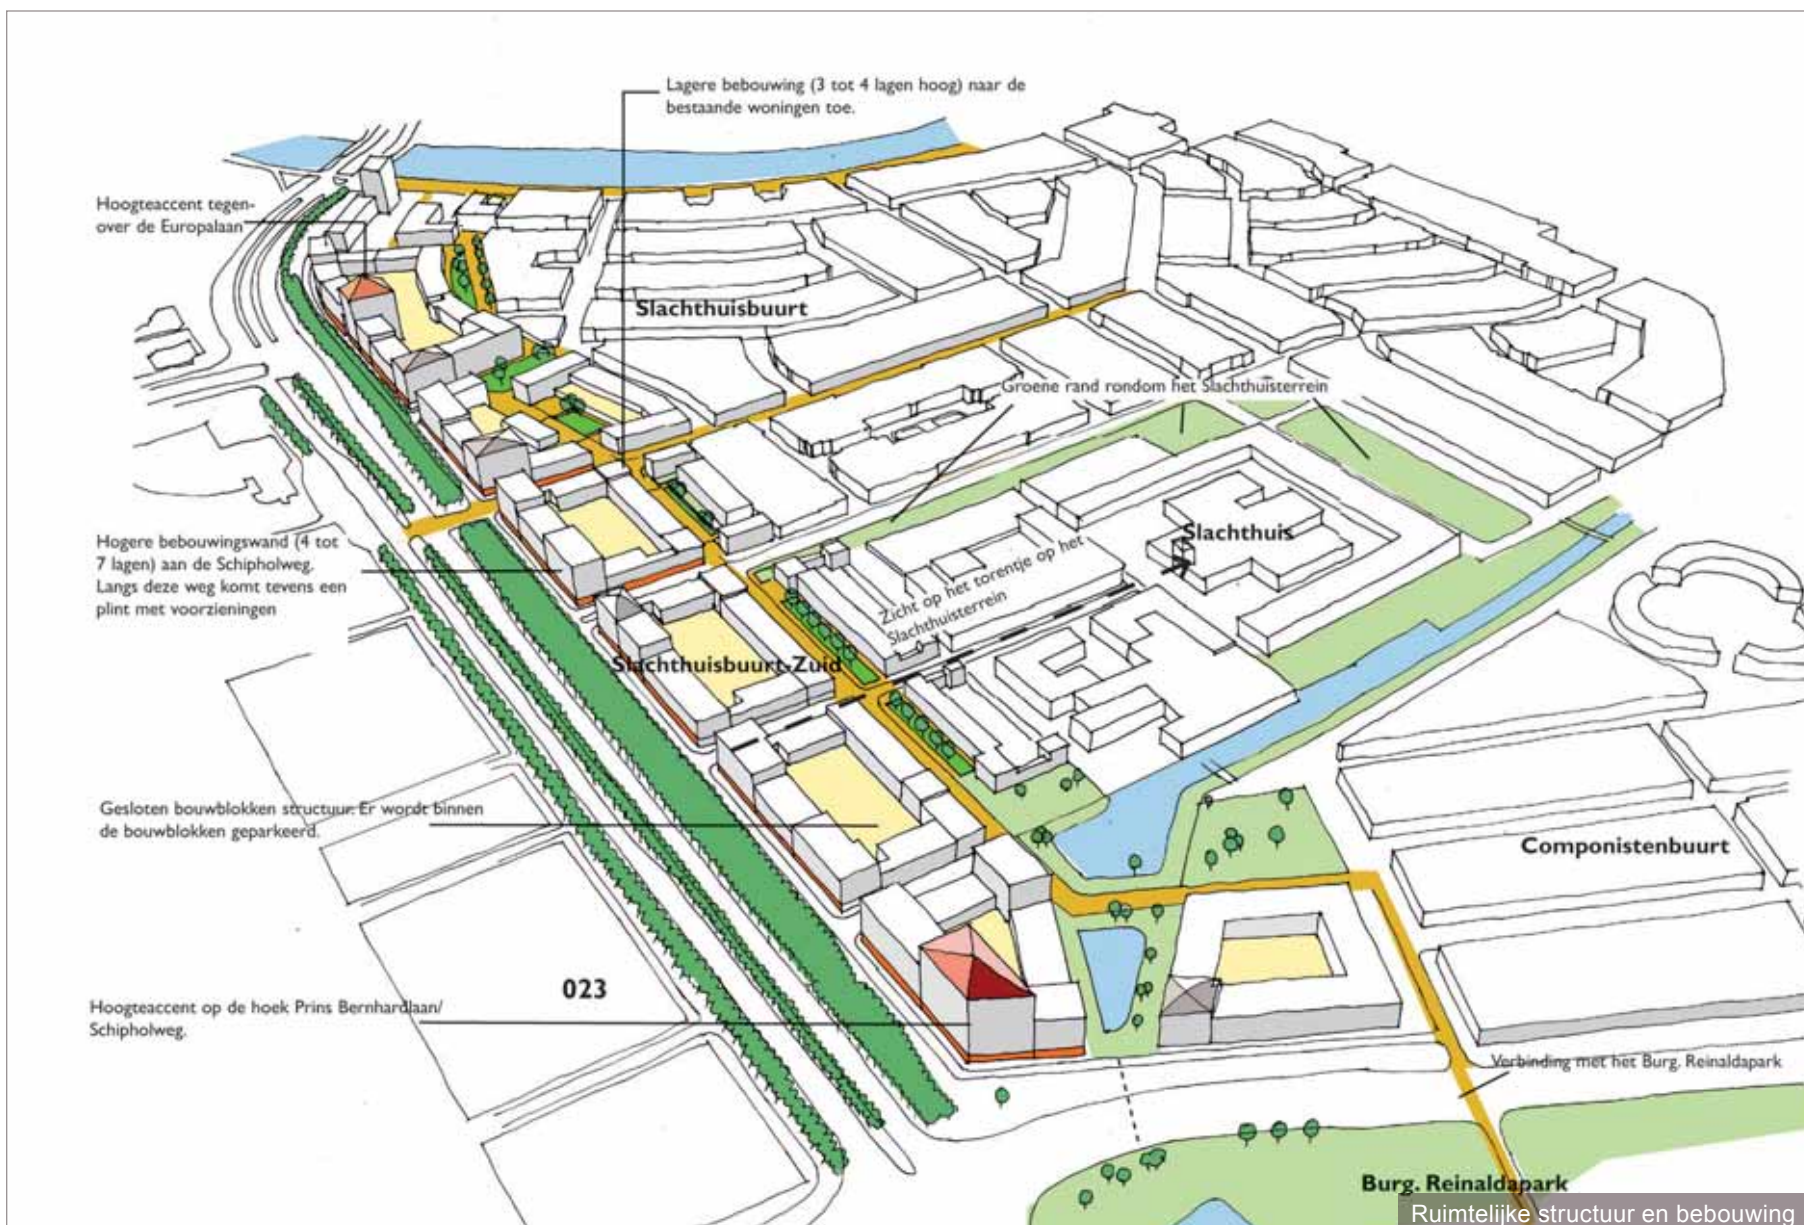 Lagere bebouwing (3 tot 4 lagen hoog) naar de
bestaande woningen toe.
Hoogteaccent tegen-
over de Europalaan
Slachthuisbuurt
Groene rand rondom het Slachthuisterrein
Slachthuis
Hogere bebouwingswand (4 tot
7 lagen) aan de Schipholweg.
Langs deze weg komt tevens een
plint met voorzieningen
Zicht op het torentje op het
Slachthuisterrein
Slachthuisbuurt-Zuid
Gesloten bouwblokken structuur. Er wordt binnen
de bouwblokken geparkeerd.
Componistenbuurt
023
Hoogteaccent op de hoek Prins Bernhardlaan/
Schipholweg.
Verbinding met het Burg. Reinaldapark
Burg. Reinaldapark
Ruimtelijke structuur en bebouwing